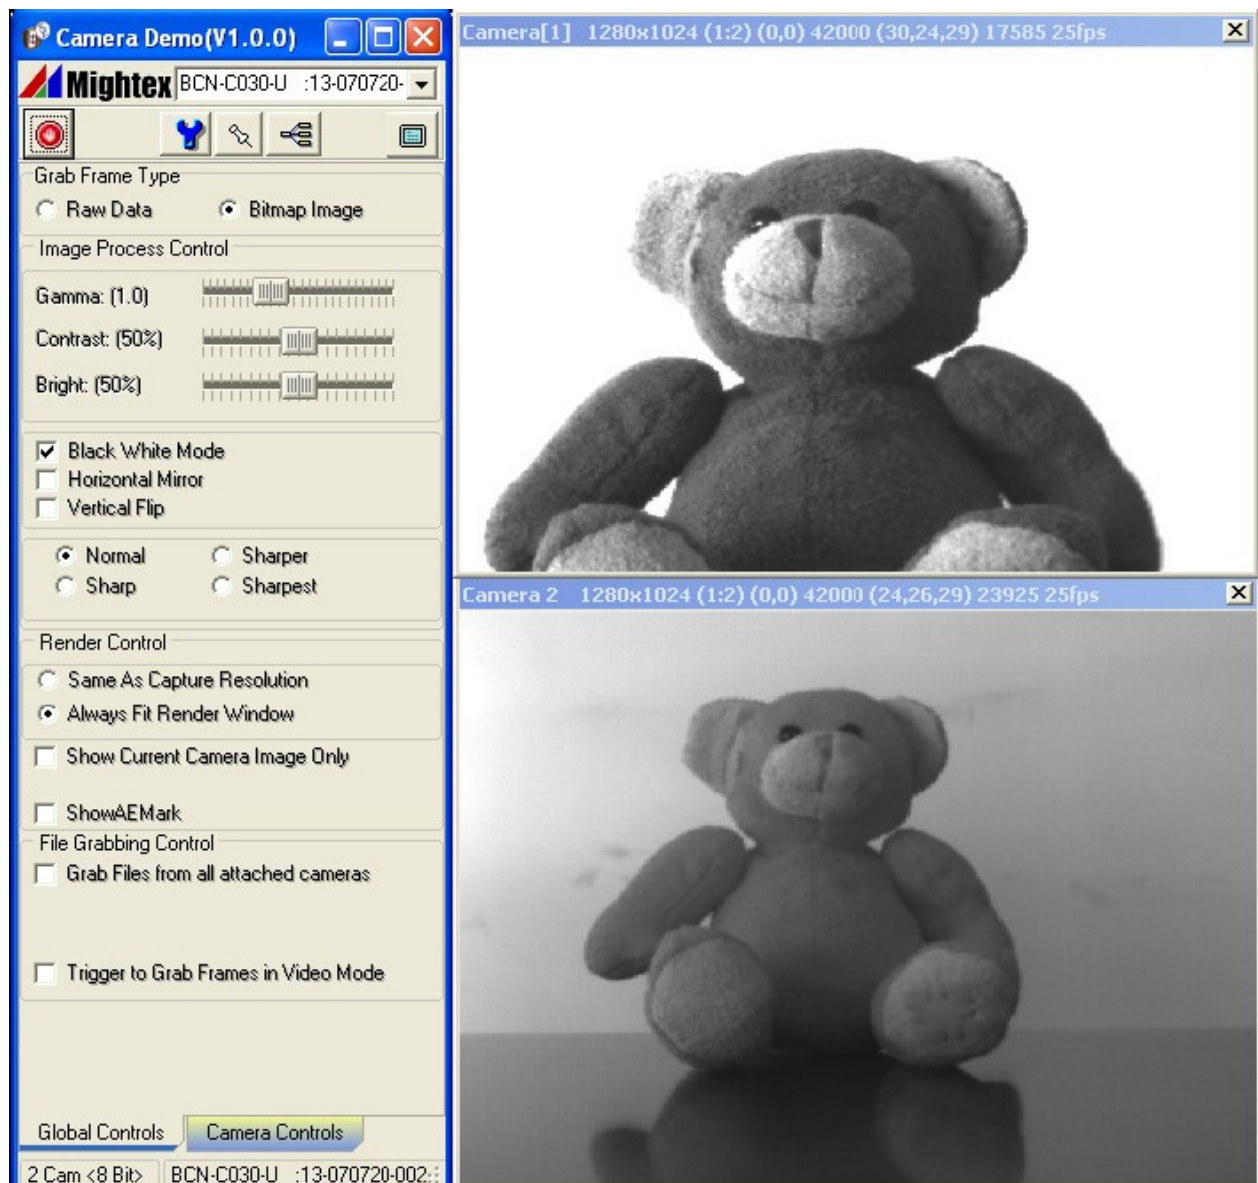 Camera Demo(V1.0.0)
Mightex BCN-C030-U :13-070720-
Grab Frame Type
Raw Data Bitmap Image
Image Process Control
Gamma: (1.0)
Contrast: (50%)
Bright: (50%)
Black White Mode
Horizontal Mirror
Vertical Flip
Normal Sharper
Sharp Sharpest
Render Control
Same As Capture Resolution
Always Fit Render Window
Show Current Camera Image Only
ShowAEMark
File Grabbing Control
Grab Files from all attached cameras
Trigger to Grab Frames in Video Mode
Global Controls Camera Controls
2 Cam <8 Bit> BCN-C030-U :13-070720-002:
Camera[1] 1280x1024 (1:2) (0,0) 42000 (30,24,29) 17585 25fps
Camera 2 1280x1024 (1:2) (0,0) 42000 (24,26,29) 23925 25fps